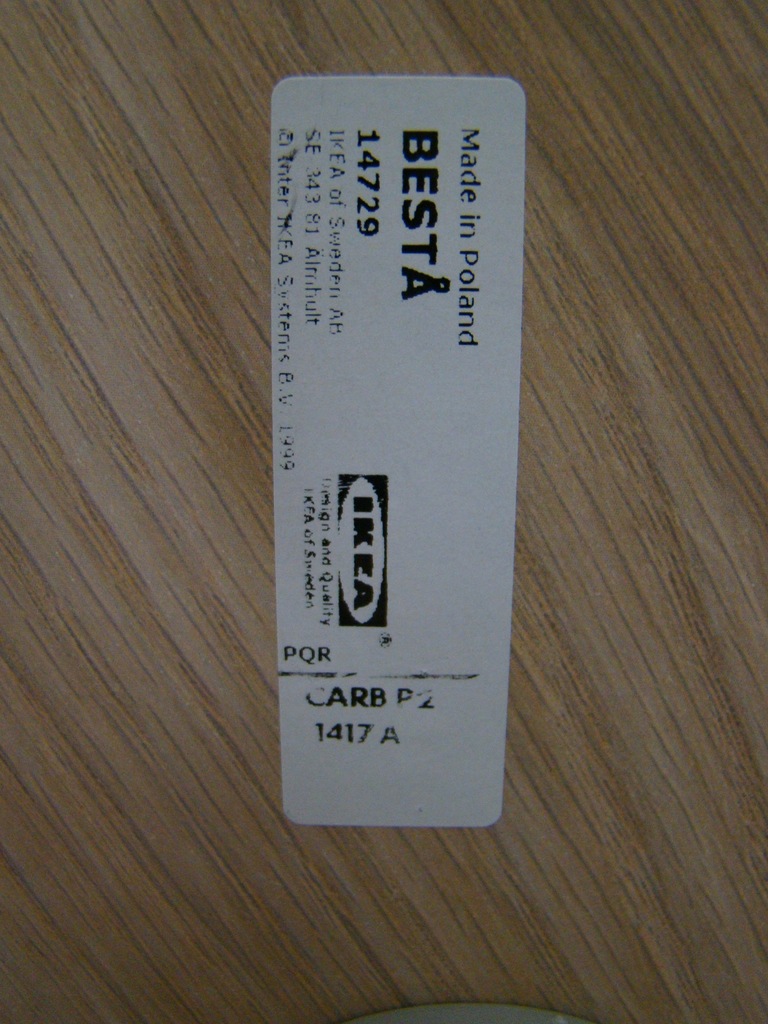 Made in Poland
BESTÅ
14729
IKEA of Sweden AB
SE 343 81 Älmhult
© Inter IKEA Systems B.V. 1999
IKEA®
Design and Quality
IKEA of Sweden
PQR
CARB P2
1417 A